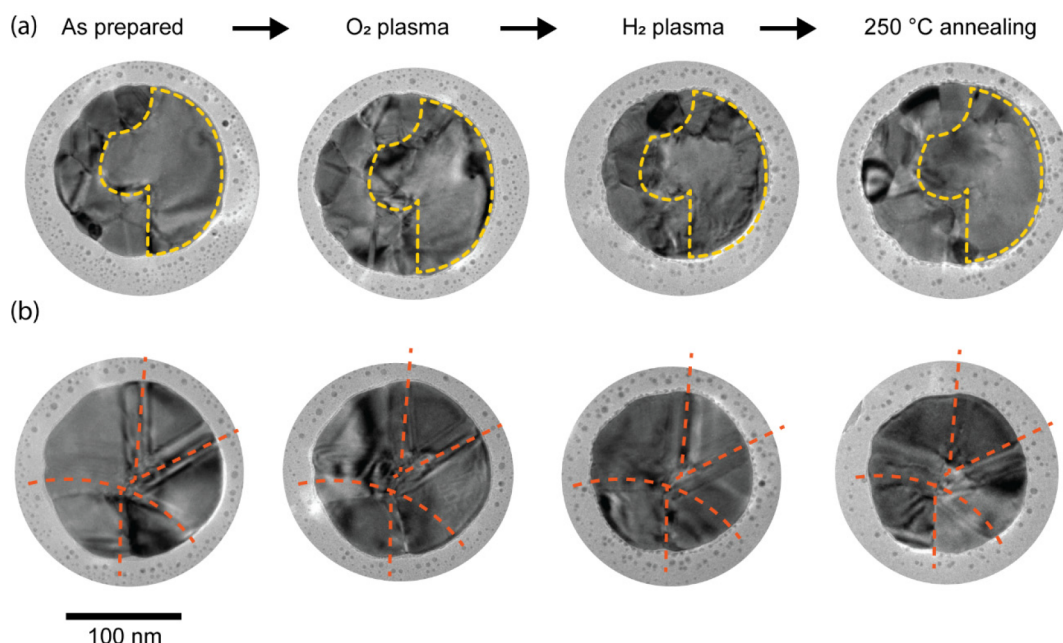 (a) As prepared O₂ plasma H₂ plasma 250 °C annealing
(b)
100 nm